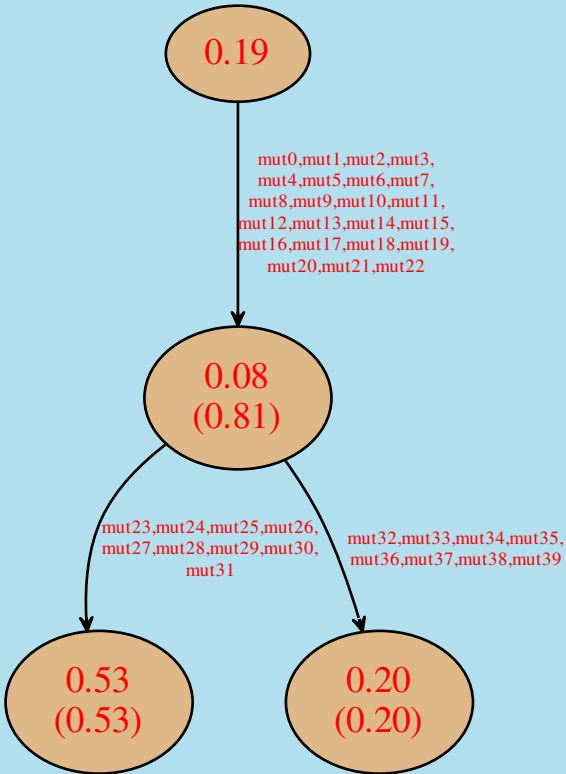 0.19
mut0,mut1,mut2,mut3,
mut4,mut5,mut6,mut7,
mut8,mut9,mut10,mut11,
mut12,mut13,mut14,mut15,
mut16,mut17,mut18,mut19,
mut20,mut21,mut22
0.08
(0.81)
mut23,mut24,mut25,mut26,
mut27,mut28,mut29,mut30,
mut31
mut32,mut33,mut34,mut35,
mut36,mut37,mut38,mut39
0.53
(0.53)
0.20
(0.20)